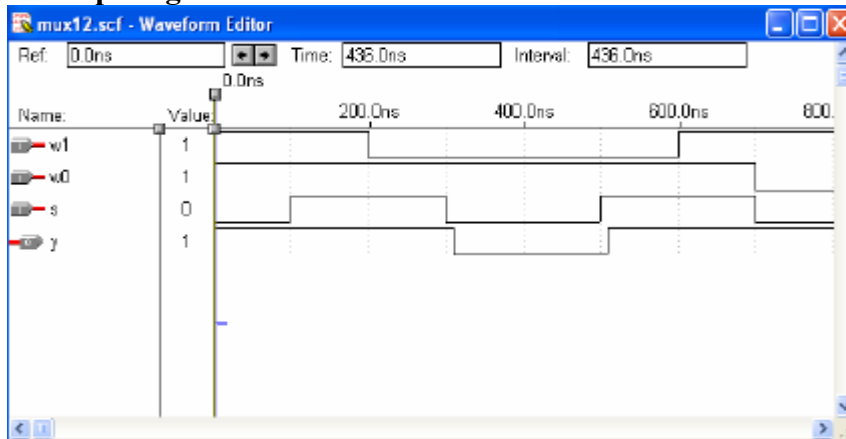 mux12.scf - Waveform Editor
Ref: 0.0ns Time: 436.0ns Interval: 436.0ns
0.0ns
Name: Value: 200.0ns 400.0ns 600.0ns 800.
w1 1
w0 1
s 0
y 1